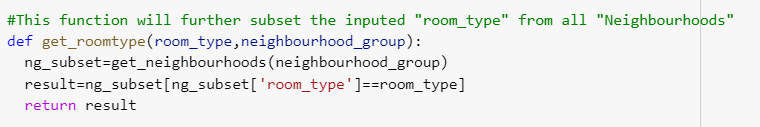 #This function will further subset the inputed "room_type" from all "Neighbourhoods"
def get_roomtype(room_type,neighbourhood_group):
  ng_subset=get_neighbourhoods(neighbourhood_group)
  result=ng_subset[ng_subset['room_type']==room_type]
  return result